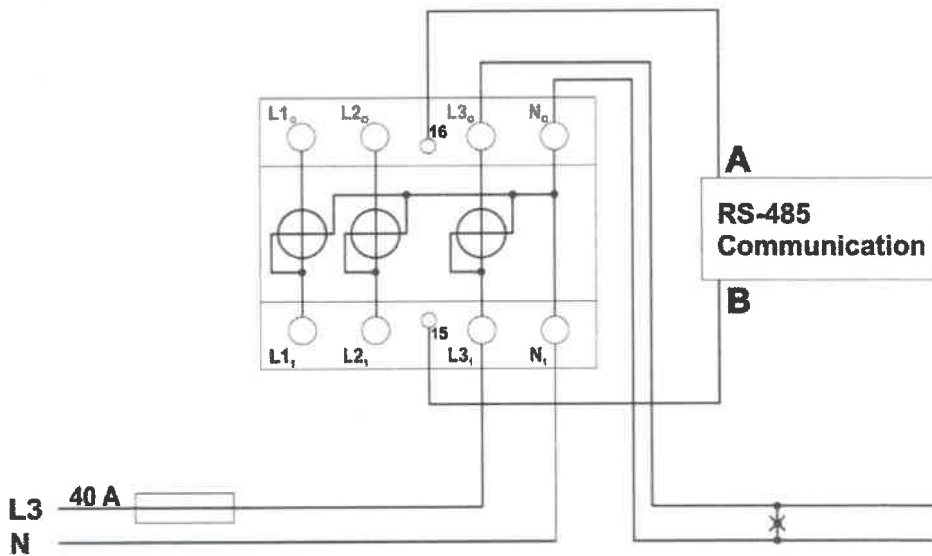 L1o L2o L3o No
16
A
RS-485
Communication
B
15
L1I L2I L3I NI
40 A
L3
N